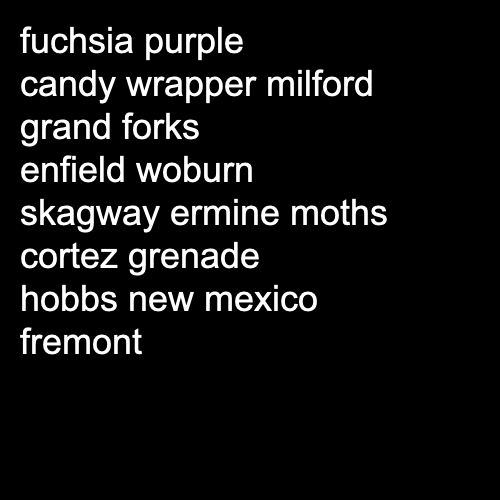 fuchsia purple
candy wrapper milford
grand forks
enfield woburn
skagway ermine moths
cortez grenade
hobbs new mexico
fremont